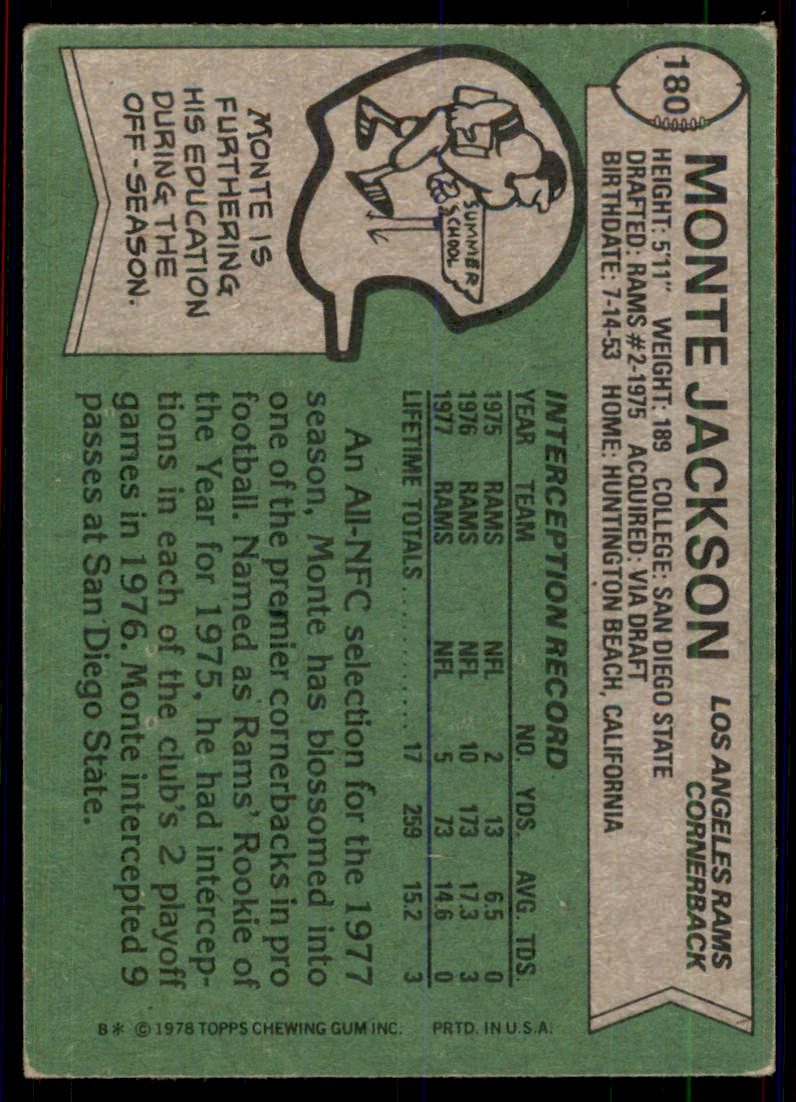 180
MONTE JACKSON
LOS ANGELES RAMS
CORNERBACK
HEIGHT: 5'11" WEIGHT: 189 COLLEGE: SAN DIEGO STATE
DRAFTED: RAMS #2-1975 ACQUIRED: VIA DRAFT
BIRTHDATE: 7-14-53 HOME: HUNTINGTON BEACH, CALIFORNIA
SUMMER
SCHOOL
MONTE IS
FURTHERING
HIS EDUCATION
DURING THE
OFF-SEASON.
INTERCEPTION RECORD
YEAR TEAM NO. YDS. AVG. TDS.
1975 RAMS NFL 2 13 6.5 0
1976 RAMS NFL 10 173 17.3 3
1977 RAMS NFL 5 73 14.6 0
LIFETIME TOTALS........... 17 259 15.2 3
An All-NFC selection for the 1977
season, Monte has blossomed into
one of the premier cornerbacks in pro
football. Named as Rams' Rookie of
the Year for 1975, he had intercep-
tions in each of the club's 2 playoff
games in 1976. Monte intercepted 9
passes at San Diego State.
B* © 1978 TOPPS CHEWING GUM INC. PRTD. IN U.S.A.